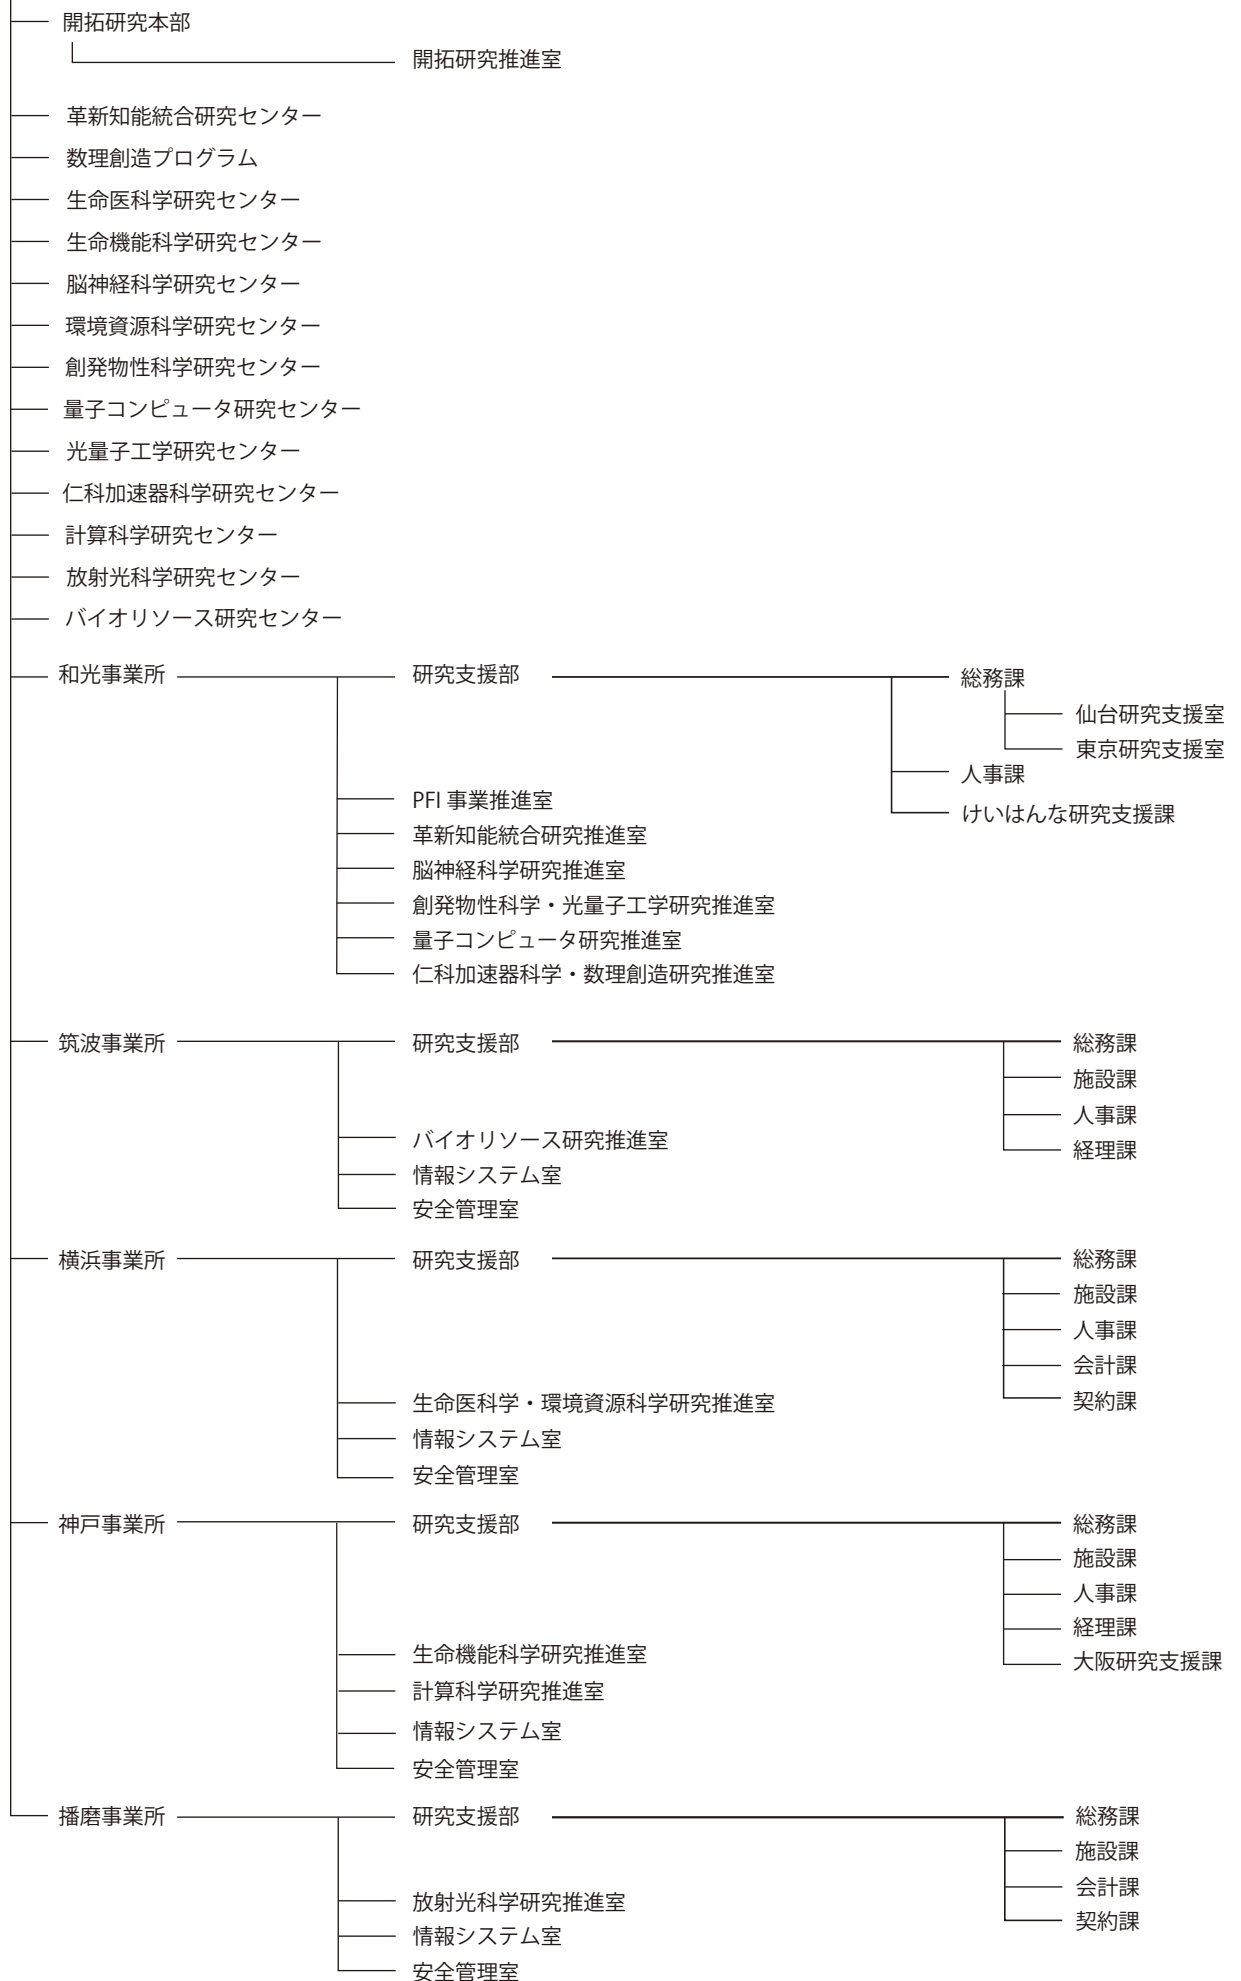 開拓研究本部
開拓研究推進室
革新知能統合研究センター
数理創造プログラム
生命医科学研究センター
生命機能科学研究センター
脳神経科学研究センター
環境資源科学研究センター
創発物性科学研究センター
量子コンピュータ研究センター
光量子工学研究センター
仁科加速器科学研究センター
計算科学研究センター
放射光科学研究センター
バイオリソース研究センター
和光事業所
研究支援部
総務課
仙台研究支援室
東京研究支援室
人事課
けいはんな研究支援課
PFI 事業推進室
革新知能統合研究推進室
脳神経科学研究推進室
創発物性科学・光量子工学研究推進室
量子コンピュータ研究推進室
仁科加速器科学・数理創造研究推進室
筑波事業所
研究支援部
総務課
施設課
人事課
経理課
バイオリソース研究推進室
情報システム室
安全管理室
横浜事業所
研究支援部
総務課
施設課
人事課
会計課
契約課
生命医科学・環境資源科学研究推進室
情報システム室
安全管理室
神戸事業所
研究支援部
総務課
施設課
人事課
経理課
大阪研究支援課
生命機能科学研究推進室
計算科学研究推進室
情報システム室
安全管理室
播磨事業所
研究支援部
総務課
施設課
会計課
契約課
放射光科学研究推進室
情報システム室
安全管理室